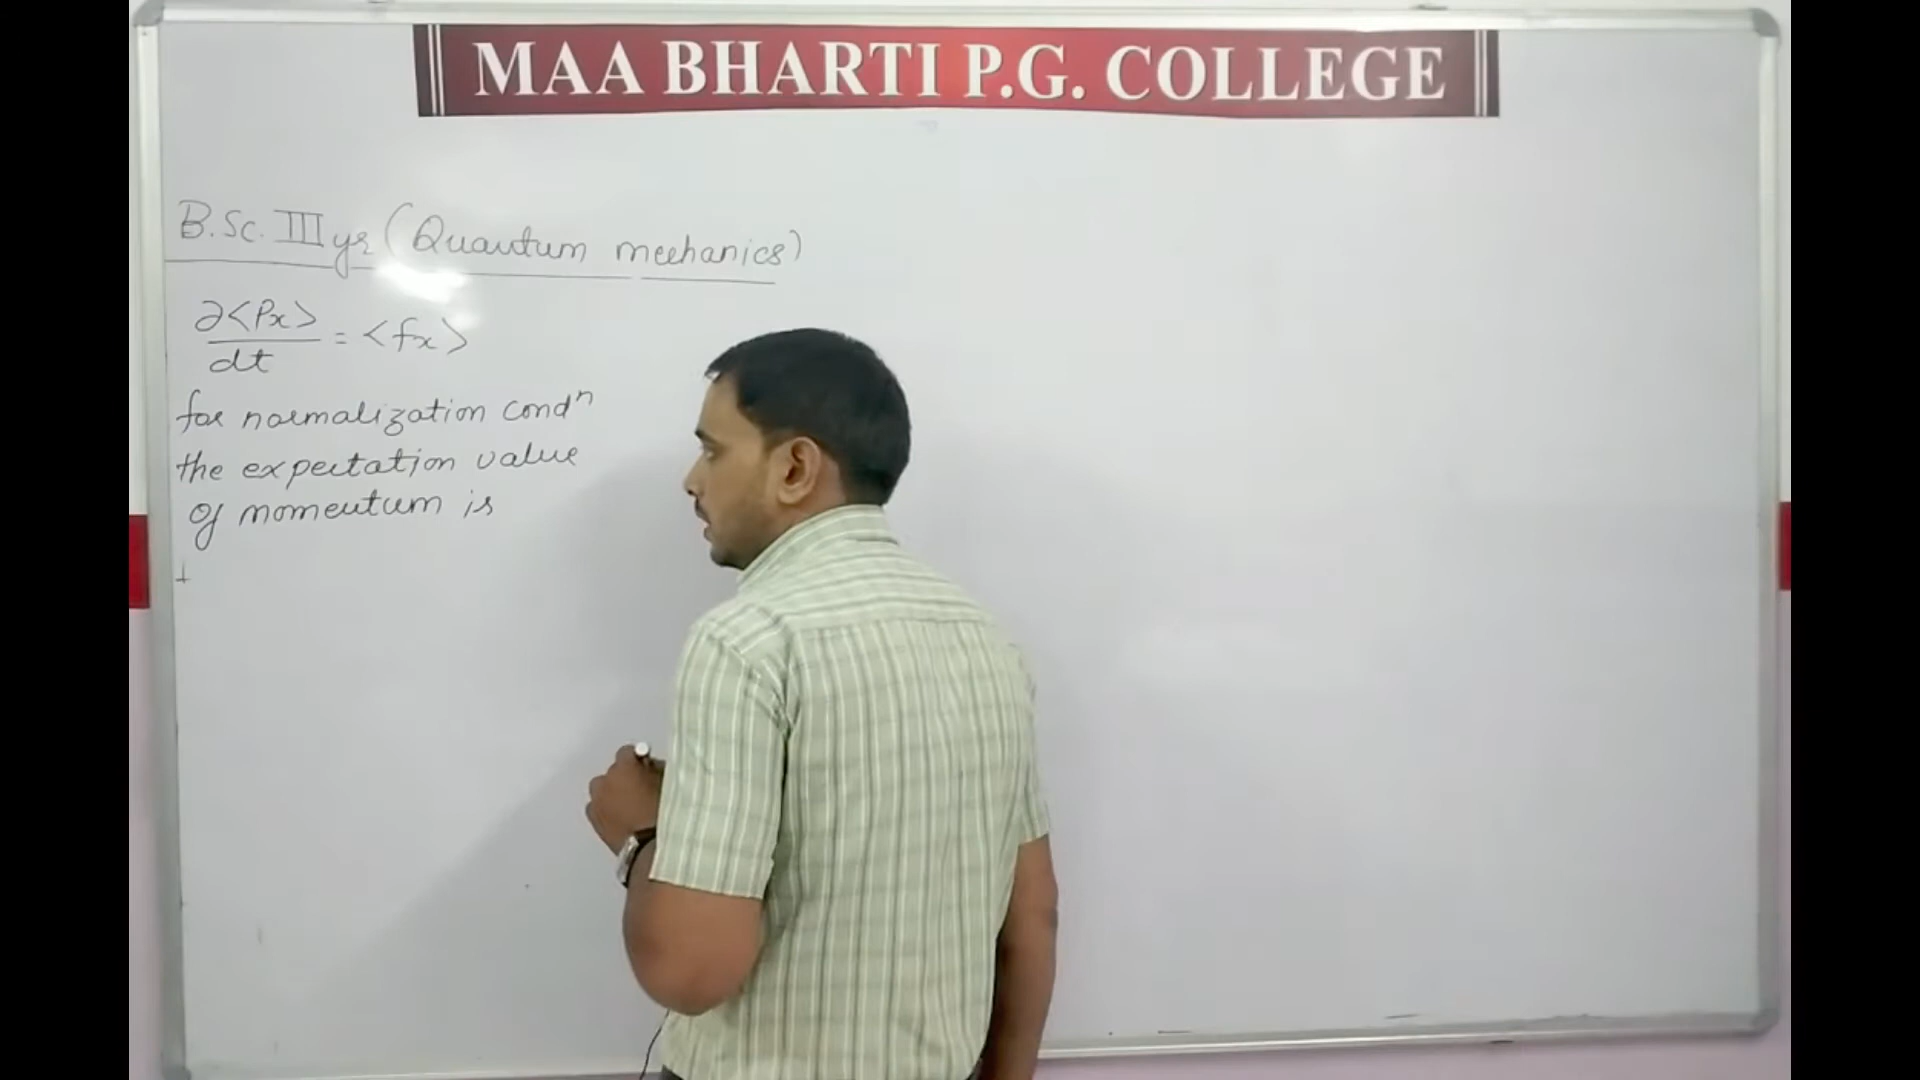 MAA BHARTI P.G. COLLEGE
B.Sc. III yr (Quantum mechanics)
∂<Px>/dt = <fx>
for normalization condⁿ
the expectation value
of momentum is